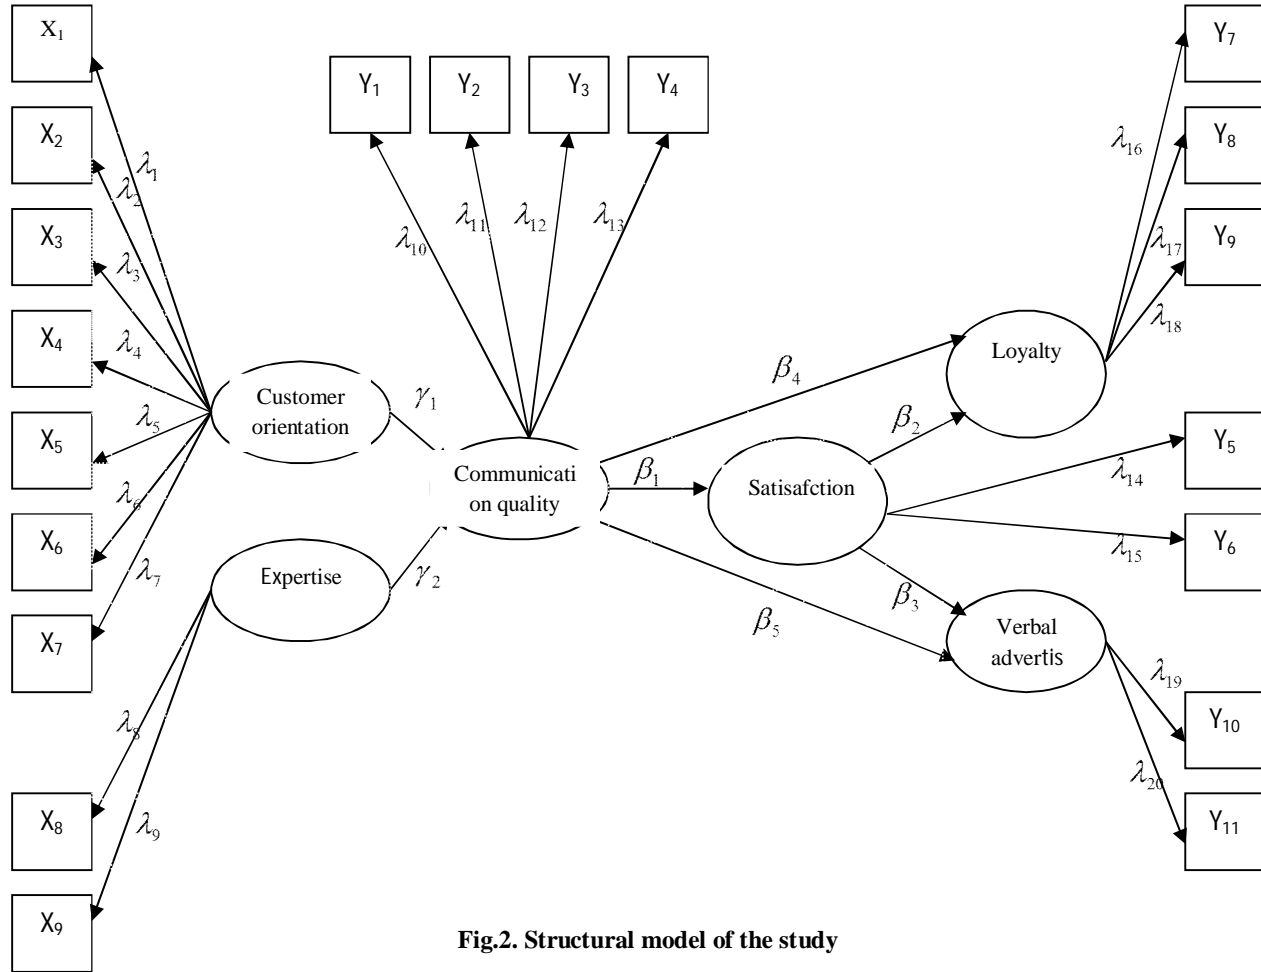 X₁
X₂
X₃
X₄
X₅
X₆
X₇
X₈
X₉
λ₁
λ₂
λ₃
λ₄
λ₅
λ₆
λ₇
λ₈
λ₉
Customer
orientation
Expertise
γ₁
γ₂
Y₁
Y₂
Y₃
Y₄
λ₁₀
λ₁₁
λ₁₂
λ₁₃
Communicati
on quality
β₄
β₁
β₅
Satisafction
β₂
β₃
Loyalty
Verbal
advertis
λ₁₆
λ₁₇
λ₁₈
λ₁₄
λ₁₅
λ₁₉
λ₂₀
Y₇
Y₈
Y₉
Y₅
Y₆
Y₁₀
Y₁₁
Fig.2. Structural model of the study